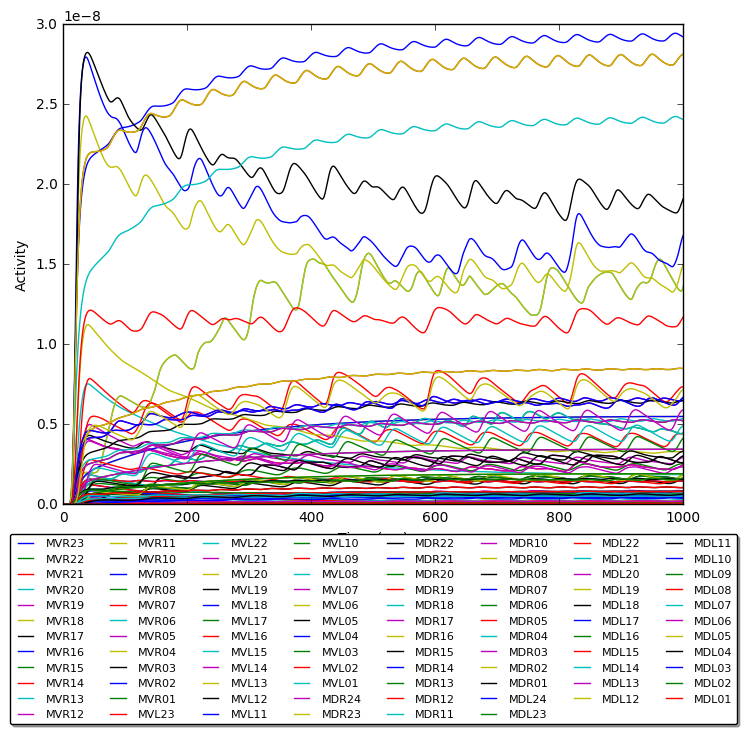 1e−8
3.0
2.5
2.0
1.5
1.0
0.5
0.0
Activity
0 200 400 600 800 1000
MVR23 MVR11 MVL22 MVL10 MDR22 MDR10 MDL22 MDL11
MVR22 MVR10 MVL21 MVL09 MDR21 MDR09 MDL21 MDL10
MVR21 MVR09 MVL20 MVL08 MDR20 MDR08 MDL20 MDL09
MVR20 MVR08 MVL19 MVL07 MDR19 MDR07 MDL19 MDL08
MVR19 MVR07 MVL18 MVL06 MDR18 MDR06 MDL18 MDL07
MVR18 MVR06 MVL17 MVL05 MDR17 MDR05 MDL17 MDL06
MVR17 MVR05 MVL16 MVL04 MDR16 MDR04 MDL16 MDL05
MVR16 MVR04 MVL15 MVL03 MDR15 MDR03 MDL15 MDL04
MVR15 MVR03 MVL14 MVL02 MDR14 MDR02 MDL14 MDL03
MVR14 MVR02 MVL13 MVL01 MDR13 MDR01 MDL13 MDL02
MVR13 MVR01 MVL12 MDR24 MDR12 MDL24 MDL12 MDL01
MVR12 MVL23 MVL11 MDR23 MDR11 MDL23